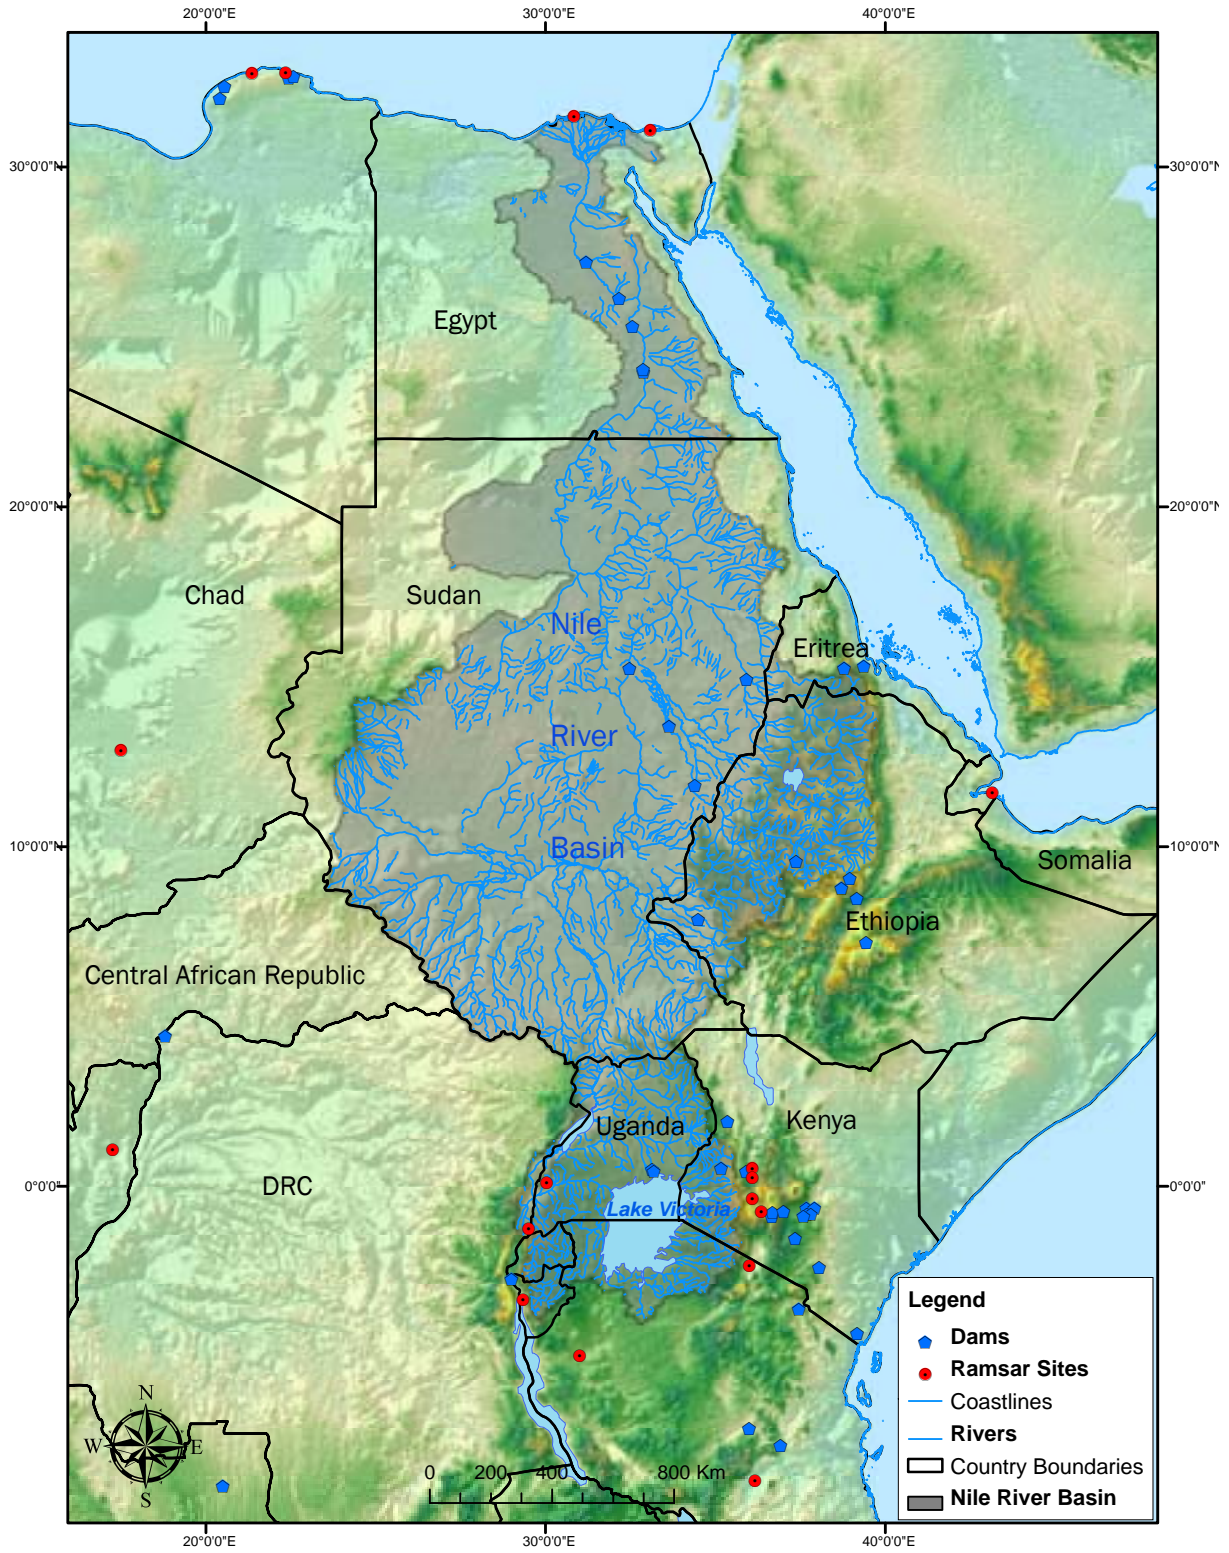 20°0'0"E 30°0'0"E 40°0'0"E
30°0'0"N 30°0'0"N
Egypt
20°0'0"N 20°0'0"N
Chad Sudan
Nile
Eritrea
River
Basin
10°0'0"N 10°0'0"N
Somalia
Ethiopia
Central African Republic
Kenya
Uganda
DRC
0°0'0" 0°0'0"
Lake Victoria
Legend
Dams
Ramsar Sites
Coastlines
Rivers
Country Boundaries
Nile River Basin
N
W E
S
0 200 400 800 Km
20°0'0"E 30°0'0"E 40°0'0"E